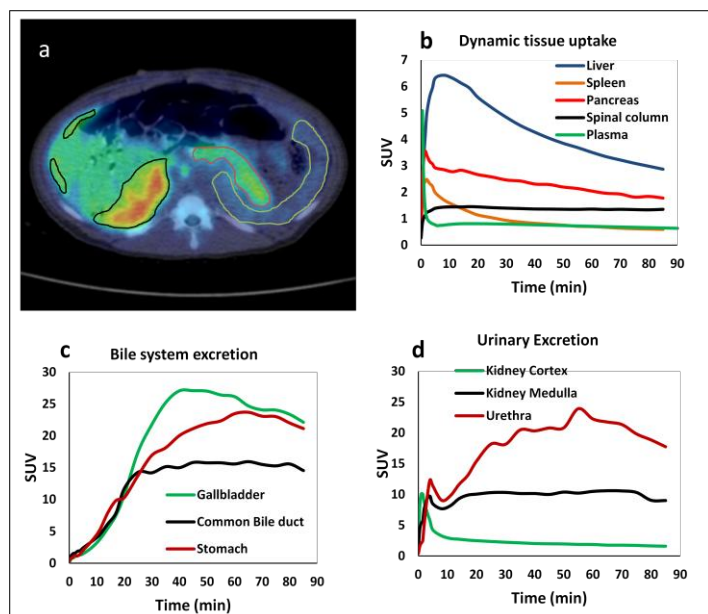 a
b
Dynamic tissue uptake
7
6
5
4
3
2
1
0
SUV
Liver
Spleen
Pancreas
Spinal column
Plasma
0 10 20 30 40 50 60 70 80 90
Time (min)
c
Bile system excretion
30
25
20
15
10
5
0
SUV
Gallbladder
Common Bile duct
Stomach
0 10 20 30 40 50 60 70 80 90
Time (min)
d
Urinary Excretion
30
25
20
15
10
5
0
SUV
Kidney Cortex
Kidney Medulla
Urethra
0 10 20 30 40 50 60 70 80 90
Time (min)